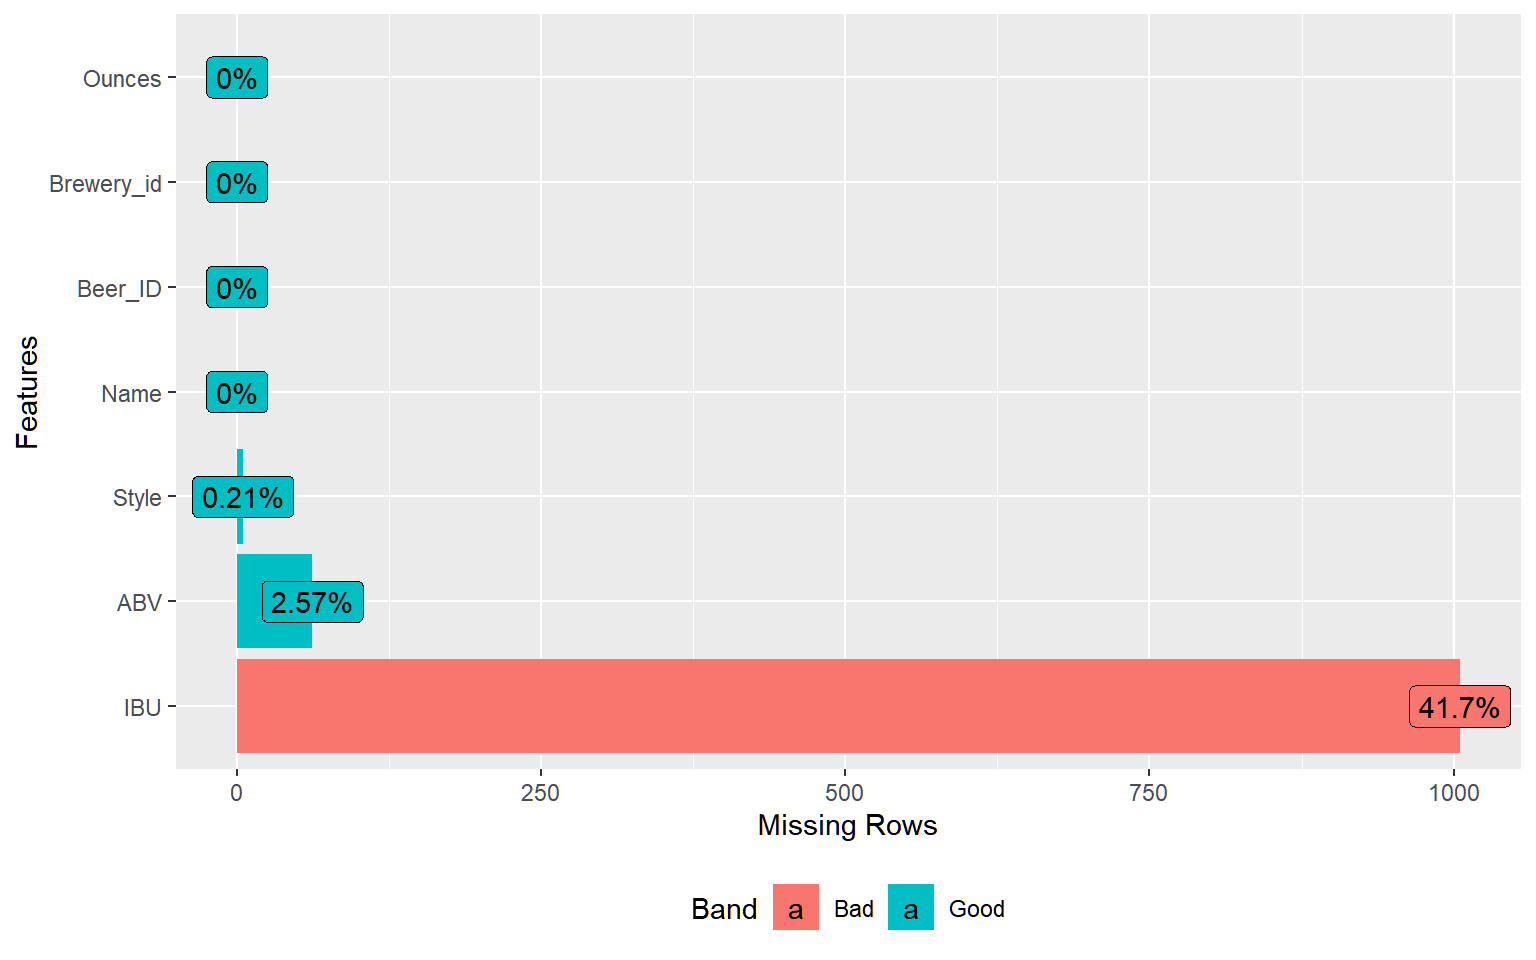 Ounces 0%
Brewery_id 0%
Beer_ID 0%
Name 0%
Style 0.21%
ABV 2.57%
IBU 41.7%
Features
0 250 500 750 1000
Missing Rows
Band a Bad a Good